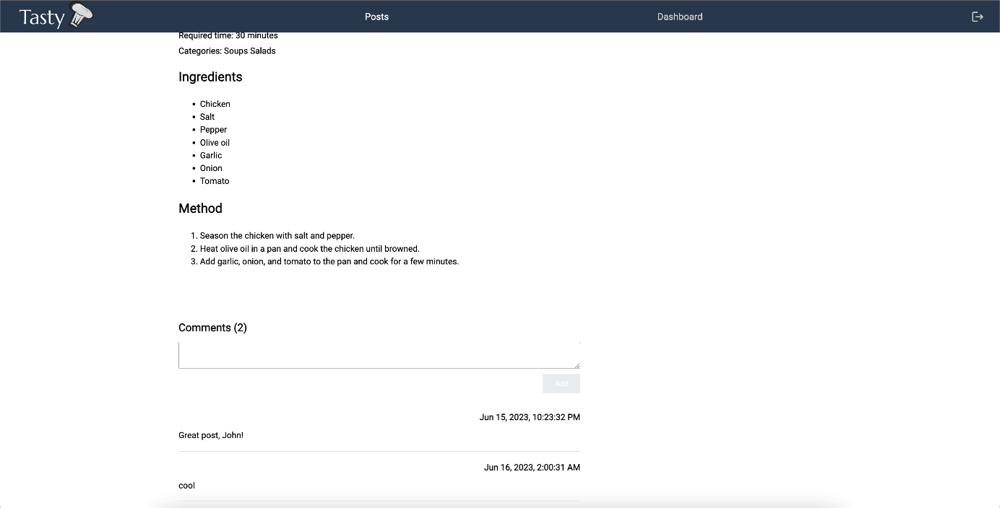 Tasty
Posts
Dashboard
Required time: 30 minutes
Categories: Soups Salads
Ingredients
• Chicken
• Salt
• Pepper
• Olive oil
• Garlic
• Onion
• Tomato
Method
1. Season the chicken with salt and pepper.
2. Heat olive oil in a pan and cook the chicken until browned.
3. Add garlic, onion, and tomato to the pan and cook for a few minutes.
Comments (2)
Add
Jun 15, 2023, 10:23:32 PM
Great post, John!
Jun 16, 2023, 2:00:31 AM
cool